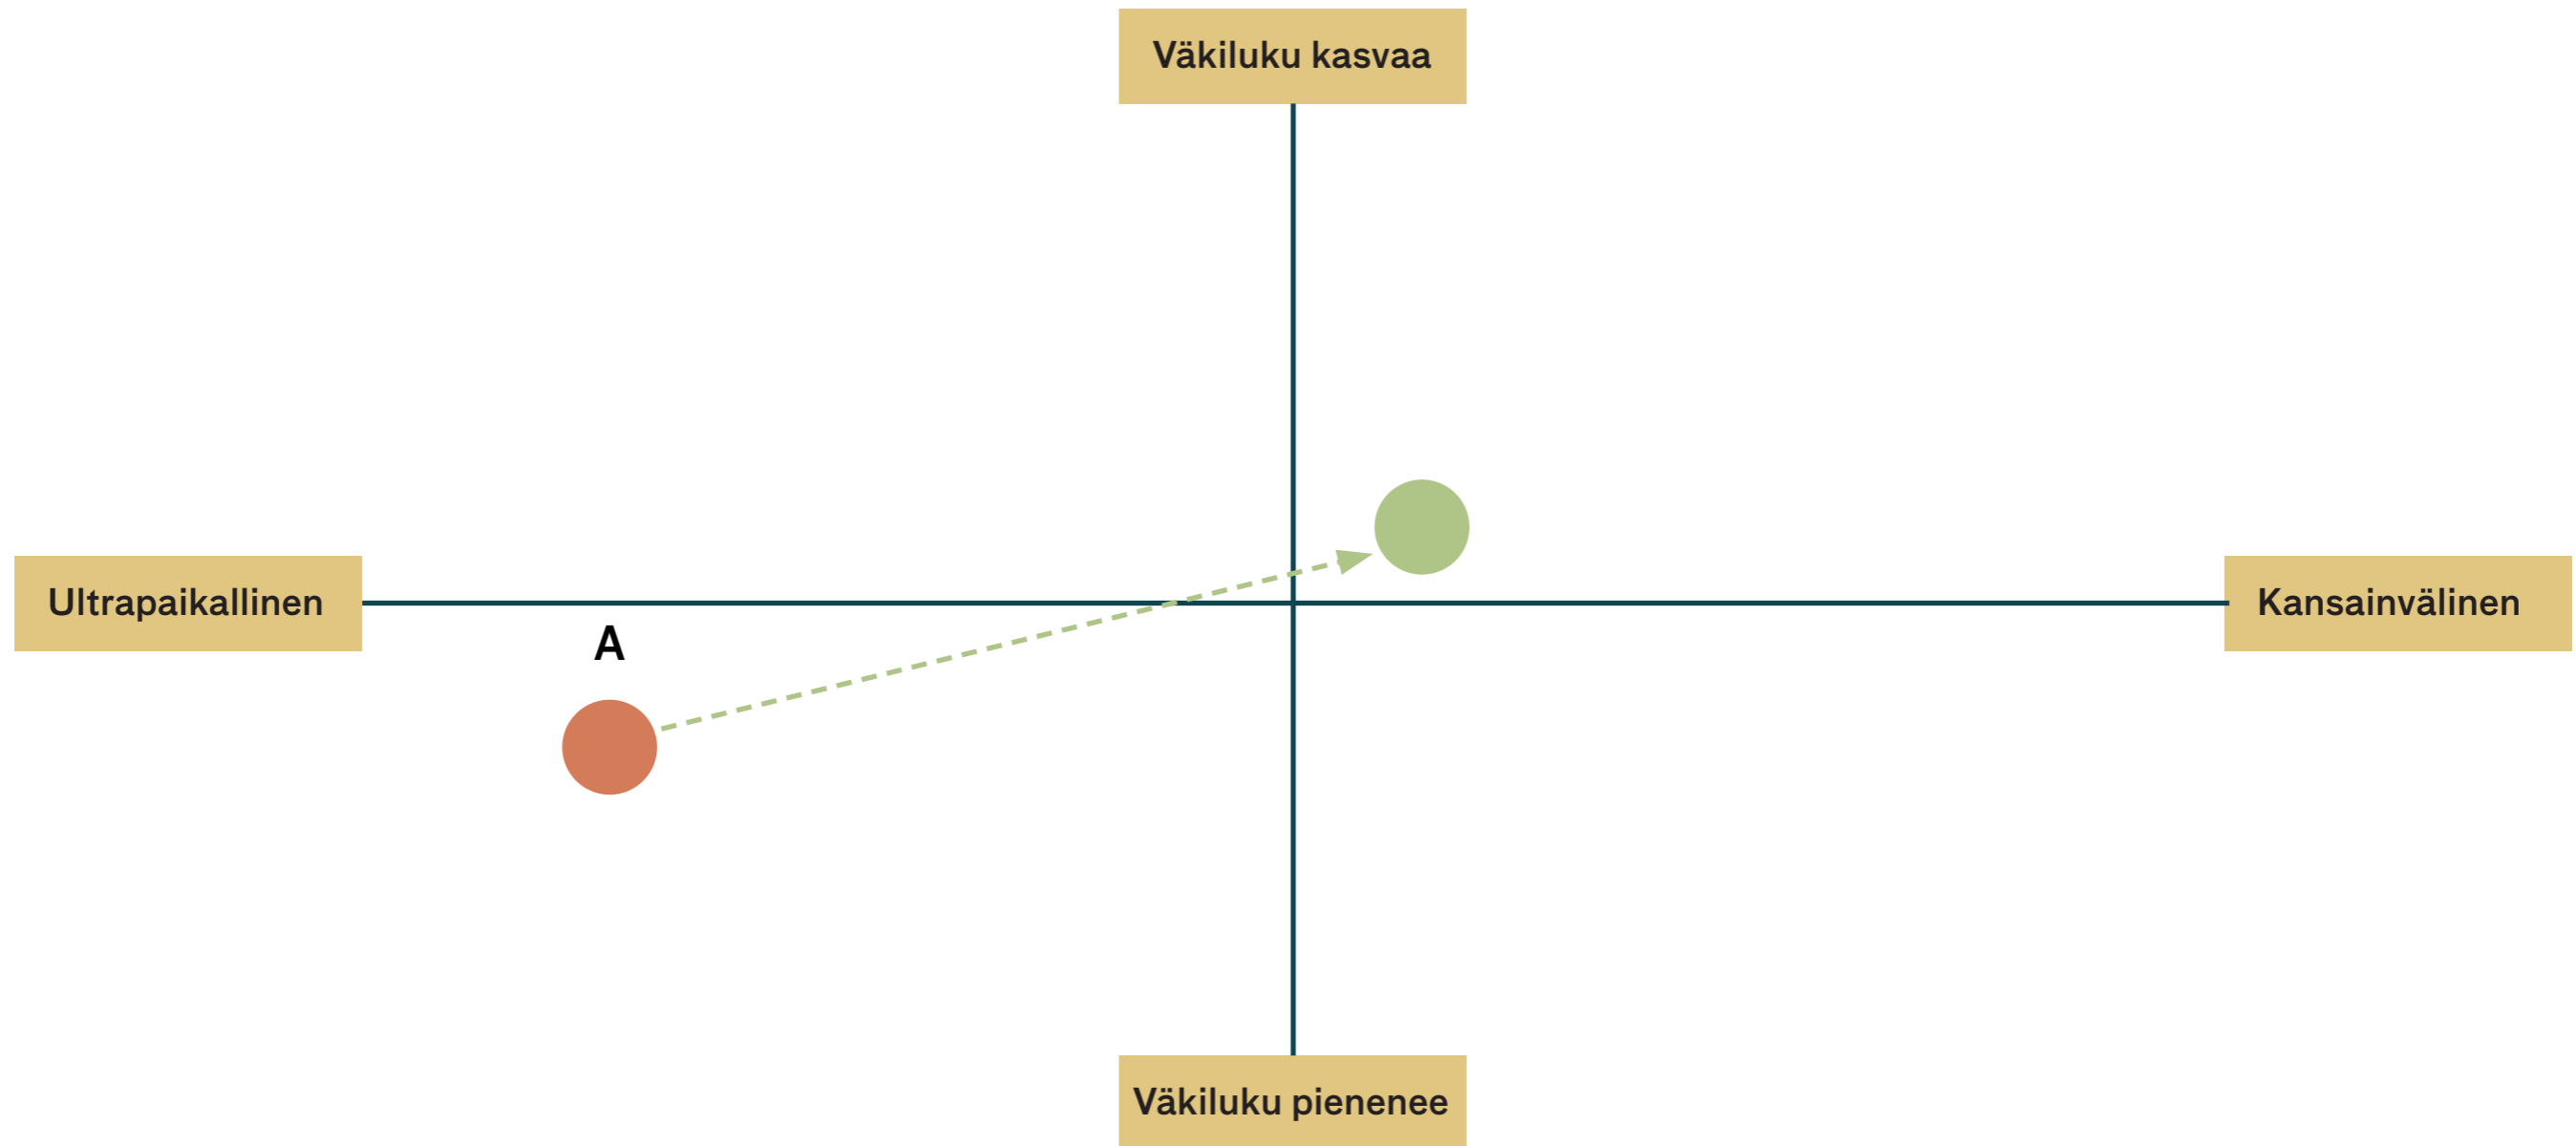 Väkiluku kasvaa
Ultrapaikallinen
Kansainvälinen
A
Väkiluku pienenee